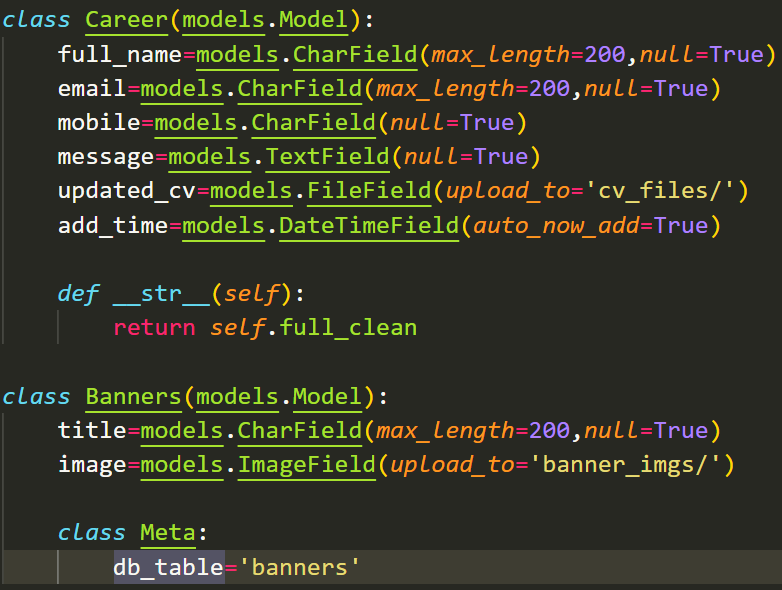 class Career(models.Model):
    full_name=models.CharField(max_length=200,null=True)
    email=models.CharField(max_length=200,null=True)
    mobile=models.CharField(null=True)
    message=models.TextField(null=True)
    updated_cv=models.FileField(upload_to='cv_files/')
    add_time=models.DateTimeField(auto_now_add=True)
    def __str__(self):
        return self.full_clean
class Banners(models.Model):
    title=models.CharField(max_length=200,null=True)
    image=models.ImageField(upload_to='banner_imgs/')
    class Meta:
        db_table='banners'